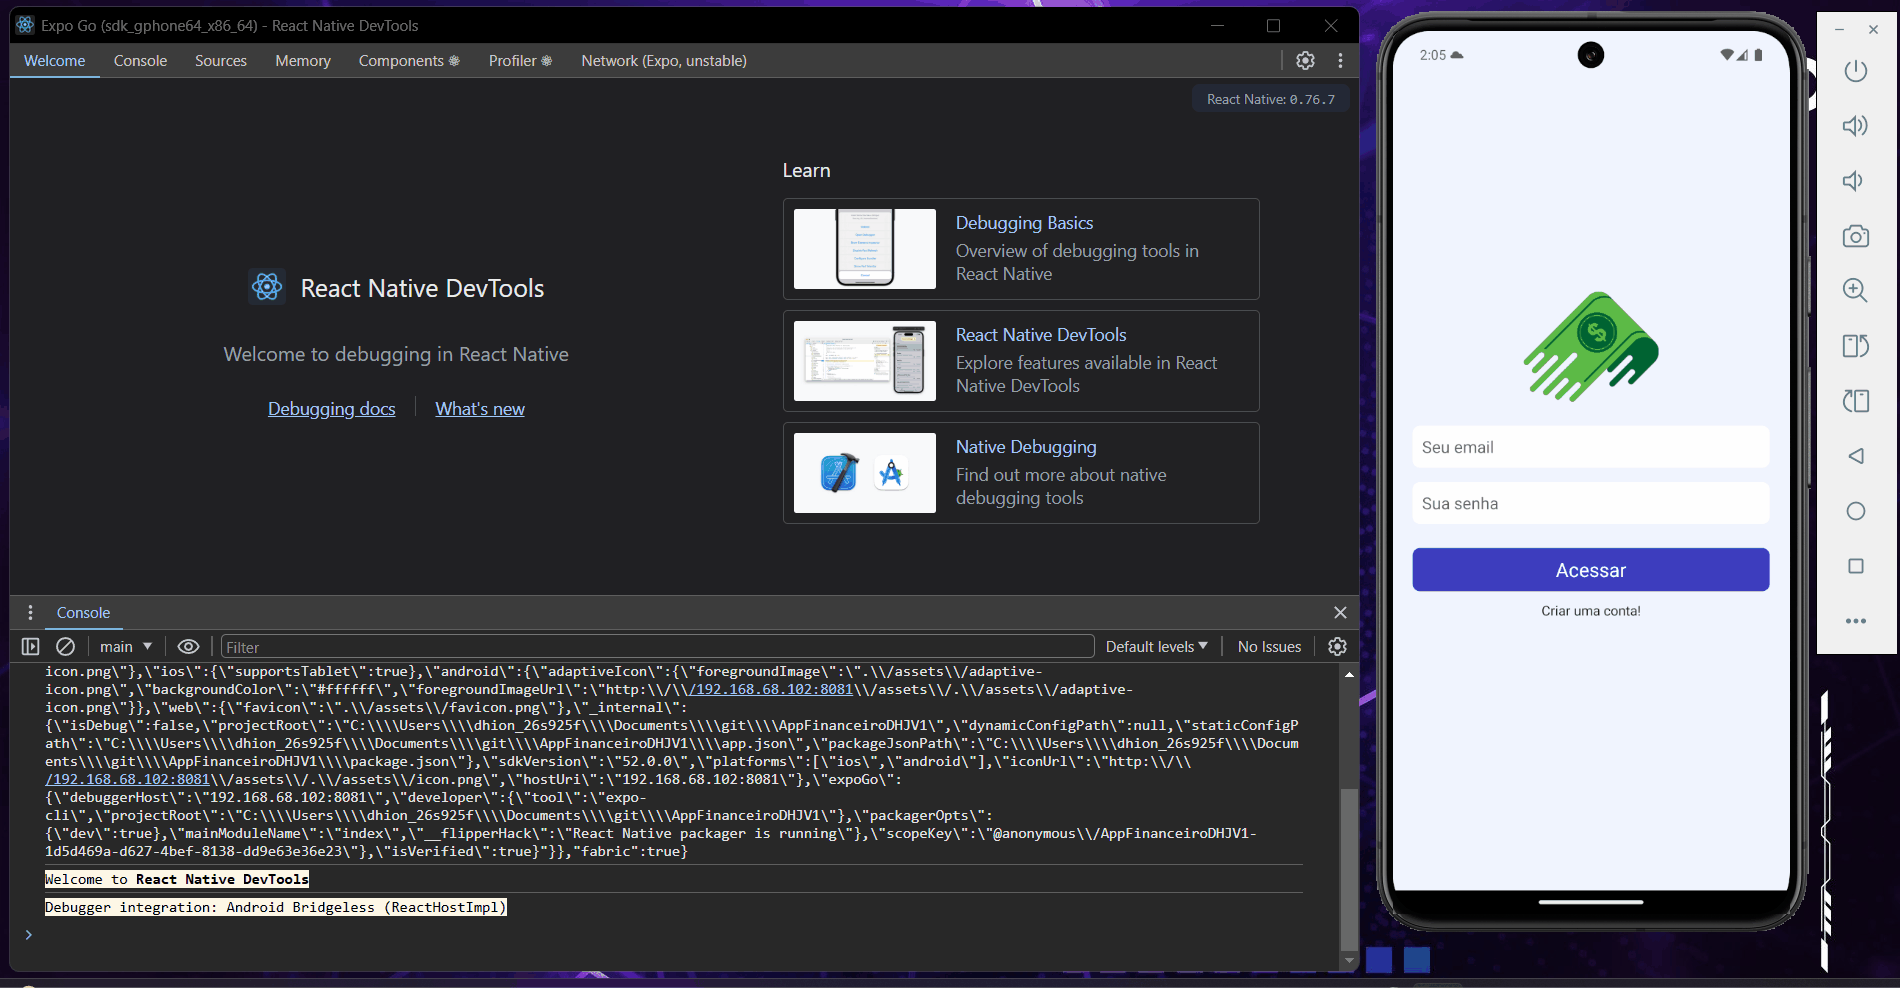 Expo Go (sdk_gphone64_x86_64) - React Native DevTools
Welcome Console Sources Memory Components Profiler Network (Expo, unstable)
React Native: 0.76.7
React Native DevTools
Welcome to debugging in React Native
Debugging docs What's new
Learn
Debugging Basics
Overview of debugging tools in
React Native
React Native DevTools
Explore features available in React
Native DevTools
Native Debugging
Find out more about native
debugging tools
Console
main Filter Default levels No Issues
icon.png\"},\"ios\":{\"supportsTablet\":true},\"android\":{\"adaptiveIcon\":{\"foregroundImage\":\".\\/assets\\/adaptive-
icon.png\",\"backgroundColor\":\"#ffffff\",\"foregroundImageUrl\":\"http:\\/\\/192.168.68.102:8081\\/assets\\/.\\/assets\\/adaptive-
icon.png\"}},\"web\":{\"favicon\":\".\\/assets\\/favicon.png\"},\"_internal\":
{\"isDebug\":false,\"projectRoot\":\"C:\\\\Users\\\\dhion_26s925f\\\\Documents\\\\git\\\\AppFinanceiroDHJV1\",\"dynamicConfigPath\":null,\"staticConfigP
ath\":\"C:\\\\Users\\\\dhion_26s925f\\\\Documents\\\\git\\\\AppFinanceiroDHJV1\\\\app.json\",\"packageJsonPath\":\"C:\\\\Users\\\\dhion_26s925f\\\\Docum
ents\\\\git\\\\AppFinanceiroDHJV1\\\\package.json\"},\"sdkVersion\":\"52.0.0\",\"platforms\":[\"ios\",\"android\"],\"iconUrl\":\"http:\\/\\
/192.168.68.102:8081\\/assets\\/.\\/assets\\/icon.png\",\"hostUri\":\"192.168.68.102:8081\"},\"expoGo\":
{\"debuggerHost\":\"192.168.68.102:8081\",\"developer\":{\"tool\":\"expo-
cli\",\"projectRoot\":\"C:\\\\Users\\\\dhion_26s925f\\\\Documents\\\\git\\\\AppFinanceiroDHJV1\"},\"packagerOpts\":
{\"dev\":true},\"mainModuleName\":\"index\",\"__flipperHack\":\"React Native packager is running\"},\"scopeKey\":\"@anonymous\\/AppFinanceiroDHJV1-
1d5d469a-d627-4bef-8138-dd9e63e36e23\"},\"isVerified\":true}"}},"fabric":true}
Welcome to React Native DevTools
Debugger integration: Android Bridgeless (ReactHostImpl)
2:05
$
Seu email
Sua senha
Acessar
Criar uma conta!